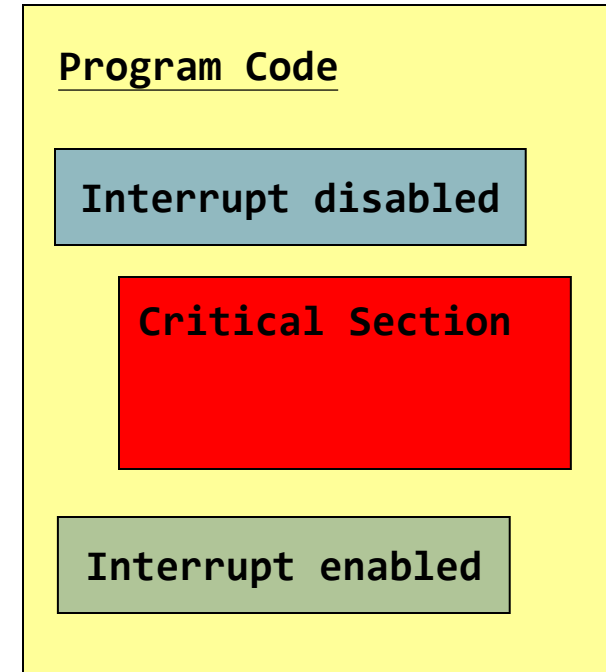 Program Code
Interrupt disabled
Critical Section
Interrupt enabled